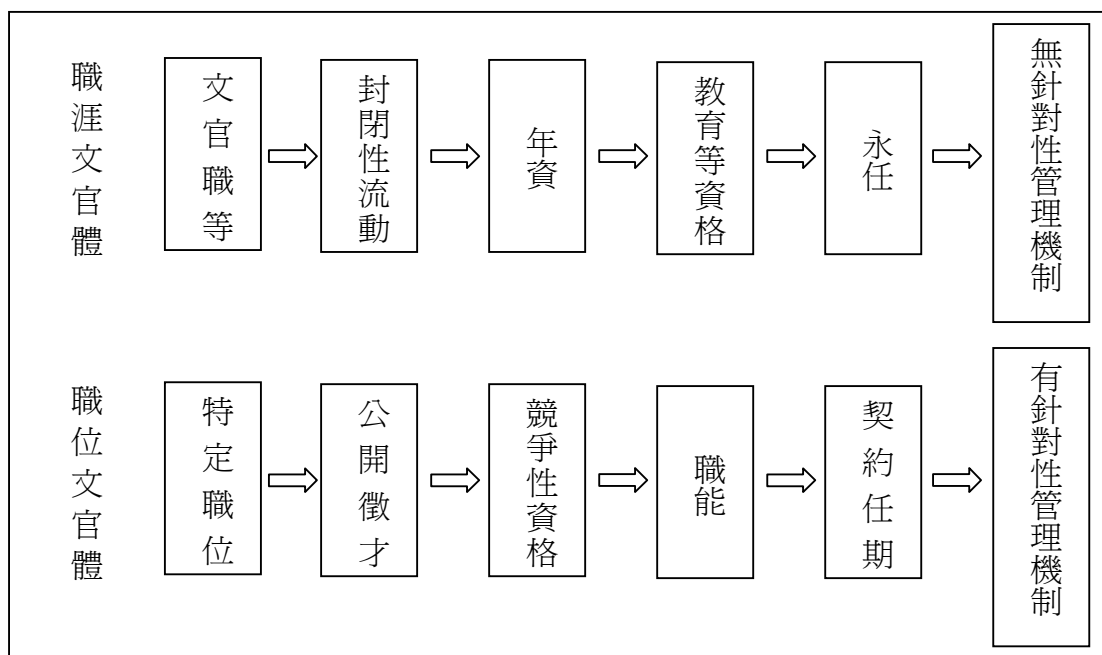 職涯文官體
文官職等
封閉性流動
年資
教育等資格
永任
無針對性管理機制
職位文官體
特定職位
公開徵才
競爭性資格
職能
契約任期
有針對性管理機制